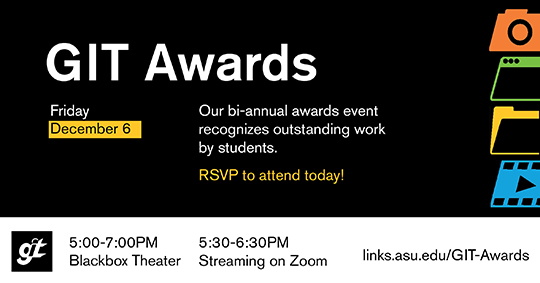 GIT Awards
Friday
December 6
Our bi-annual awards event
recognizes outstanding work
by students.
RSVP to attend today!
git
5:00-7:00PM
Blackbox Theater
5:30-6:30PM
Streaming on Zoom
links.asu.edu/GIT-Awards